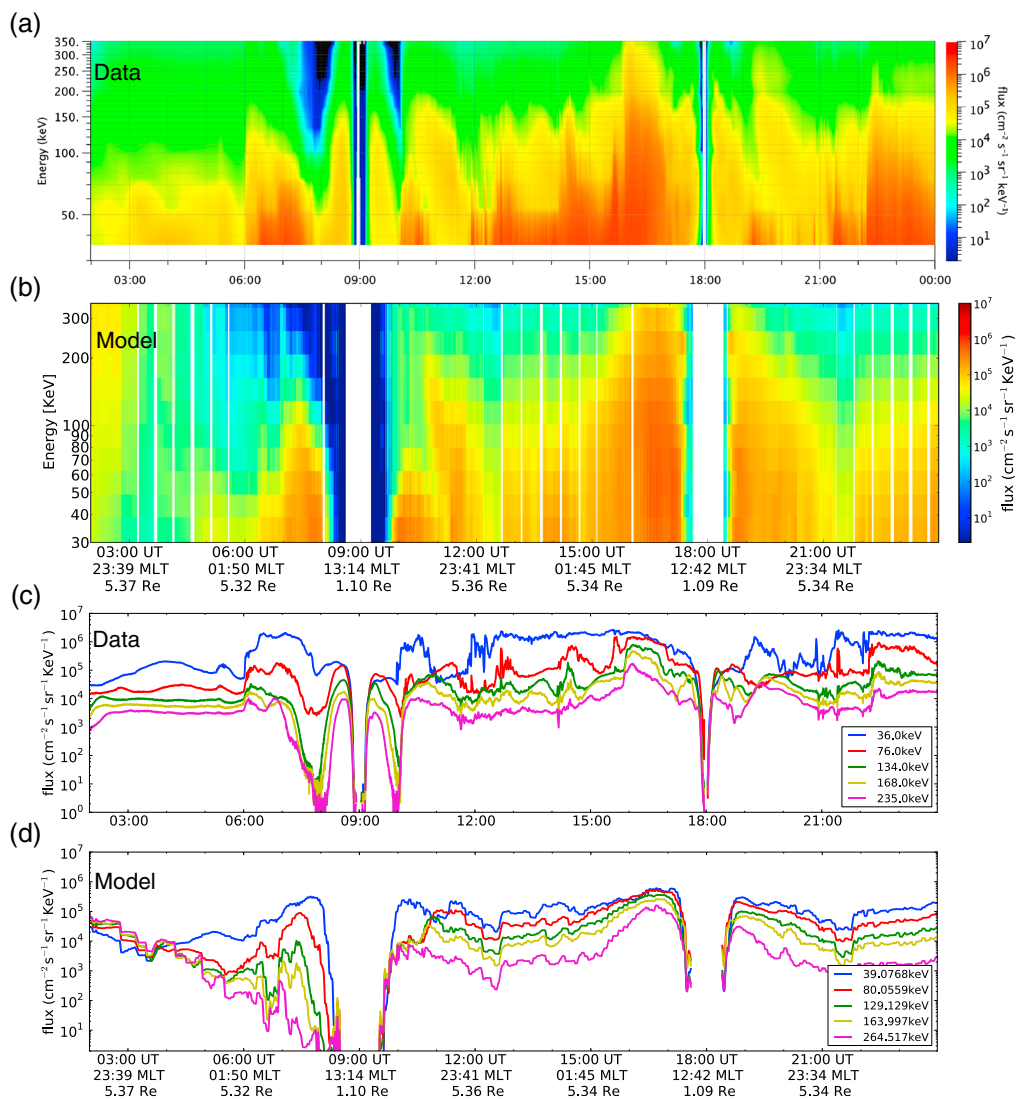 (a)
Data
Energy (keV)
350.
300.
250.
200.
150.
100.
50.
03:00 06:00 09:00 12:00 15:00 18:00 21:00 00:00
10^7
10^6
10^5
10^4
10^3
10^2
10^1
flux (cm^-2 s^-1 sr^-1 keV^-1)
(b)
Model
Energy [KeV]
300
200
100
90
80
70
60
50
40
30
03:00 UT 06:00 UT 09:00 UT 12:00 UT 15:00 UT 18:00 UT 21:00 UT
23:39 MLT 01:50 MLT 13:14 MLT 23:41 MLT 01:45 MLT 12:42 MLT 23:34 MLT
5.37 Re 5.32 Re 1.10 Re 5.36 Re 5.34 Re 1.09 Re 5.34 Re
10^7
10^6
10^5
10^4
10^3
10^2
10^1
flux (cm^-2 s^-1 sr^-1 KeV^-1)
(c)
Data
flux (cm^-2 s^-1 sr^-1 KeV^-1)
10^7
10^6
10^5
10^4
10^3
10^2
10^1
10^0
36.0keV
76.0keV
134.0keV
168.0keV
235.0keV
03:00 06:00 09:00 12:00 15:00 18:00 21:00
(d)
Model
flux (cm^-2 s^-1 sr^-1 KeV^-1)
10^7
10^6
10^5
10^4
10^3
10^2
10^1
39.0768keV
80.0559keV
129.129keV
163.997keV
264.517keV
03:00 UT 06:00 UT 09:00 UT 12:00 UT 15:00 UT 18:00 UT 21:00 UT
23:39 MLT 01:50 MLT 13:14 MLT 23:41 MLT 01:45 MLT 12:42 MLT 23:34 MLT
5.37 Re 5.32 Re 1.10 Re 5.36 Re 5.34 Re 1.09 Re 5.34 Re